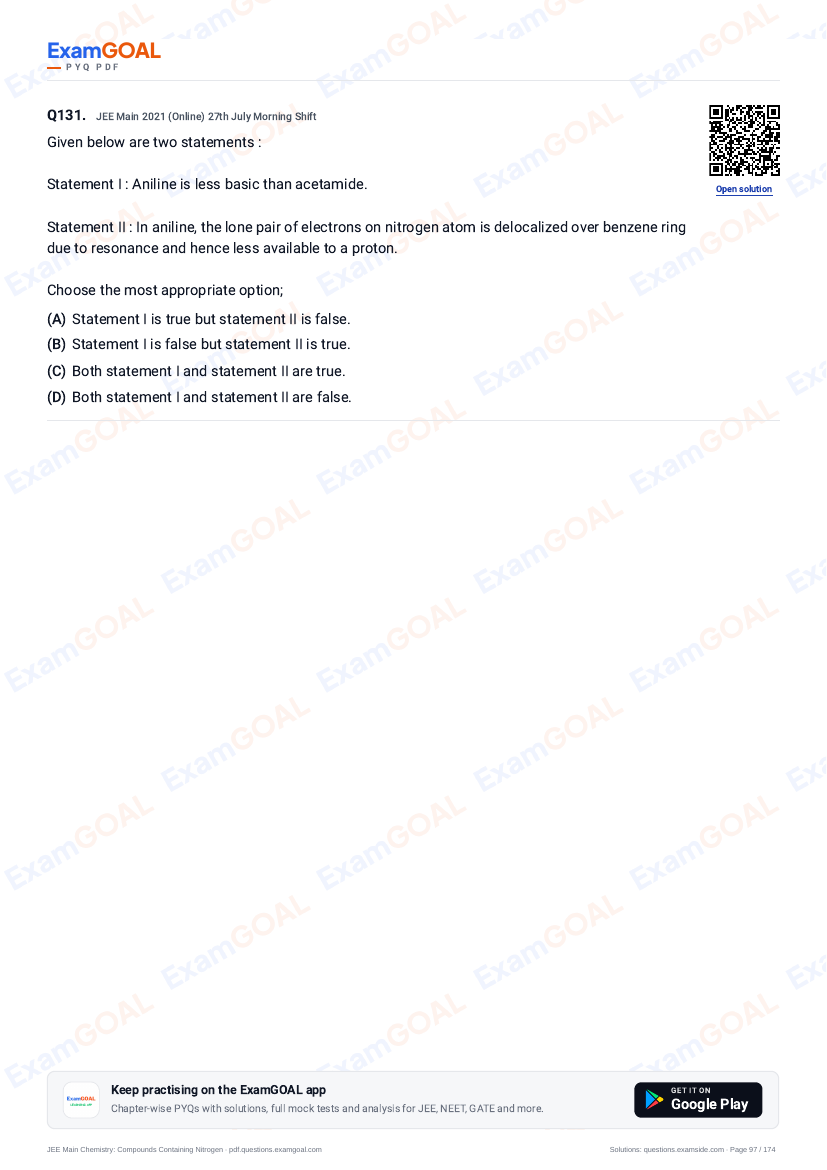 ExamGOAL
PYQ PDF
Q131. JEE Main 2021 (Online) 27th July Morning Shift
Given below are two statements :
Statement I : Aniline is less basic than acetamide.
Statement II : In aniline, the lone pair of electrons on nitrogen atom is delocalized over benzene ring
due to resonance and hence less available to a proton.
Choose the most appropriate option;
(A) Statement I is true but statement II is false.
(B) Statement I is false but statement II is true.
(C) Both statement I and statement II are true.
(D) Both statement I and statement II are false.
Open solution
ExamGOAL
Keep practising on the ExamGOAL app
Chapter-wise PYQs with solutions, full mock tests and analysis for JEE, NEET, GATE and more.
GET IT ON
Google Play
JEE Main Chemistry: Compounds Containing Nitrogen · pdf.questions.examgoal.com
Solutions: questions.examside.com · Page 97 / 174